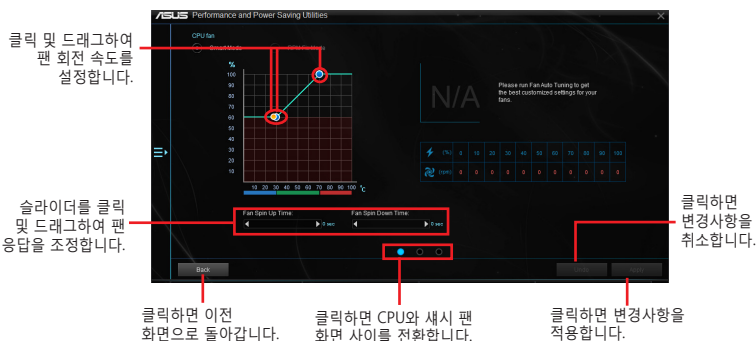 ASUS Performance and Power Saving Utilities
CPU fan
Smart Mode
%
100
90
80
70
60
50
40
30
20
10
10 20 30 40 50 60 70 80 90 100 °C
N/A
Please run Fan Auto Tuning to get
the best customized settings for your
fans.
(%) 0 10 20 30 40 50 60 70 80 90 100
(rpm) 0 0 0 0 0 0 0 0 0 0 0
Fan Spin Up Time: Fan Spin Down Time:
0 sec 0 sec
Back Undo Apply
클릭 및 드래그하여
팬 회전 속도를
설정합니다.
슬라이더를 클릭
및 드래그하여 팬
응답을 조정합니다.
클릭하면
변경사항을
취소합니다.
클릭하면 이전
화면으로 돌아갑니다.
클릭하면 CPU와 섀시 팬
화면 사이를 전환합니다.
클릭하면 변경사항을
적용합니다.